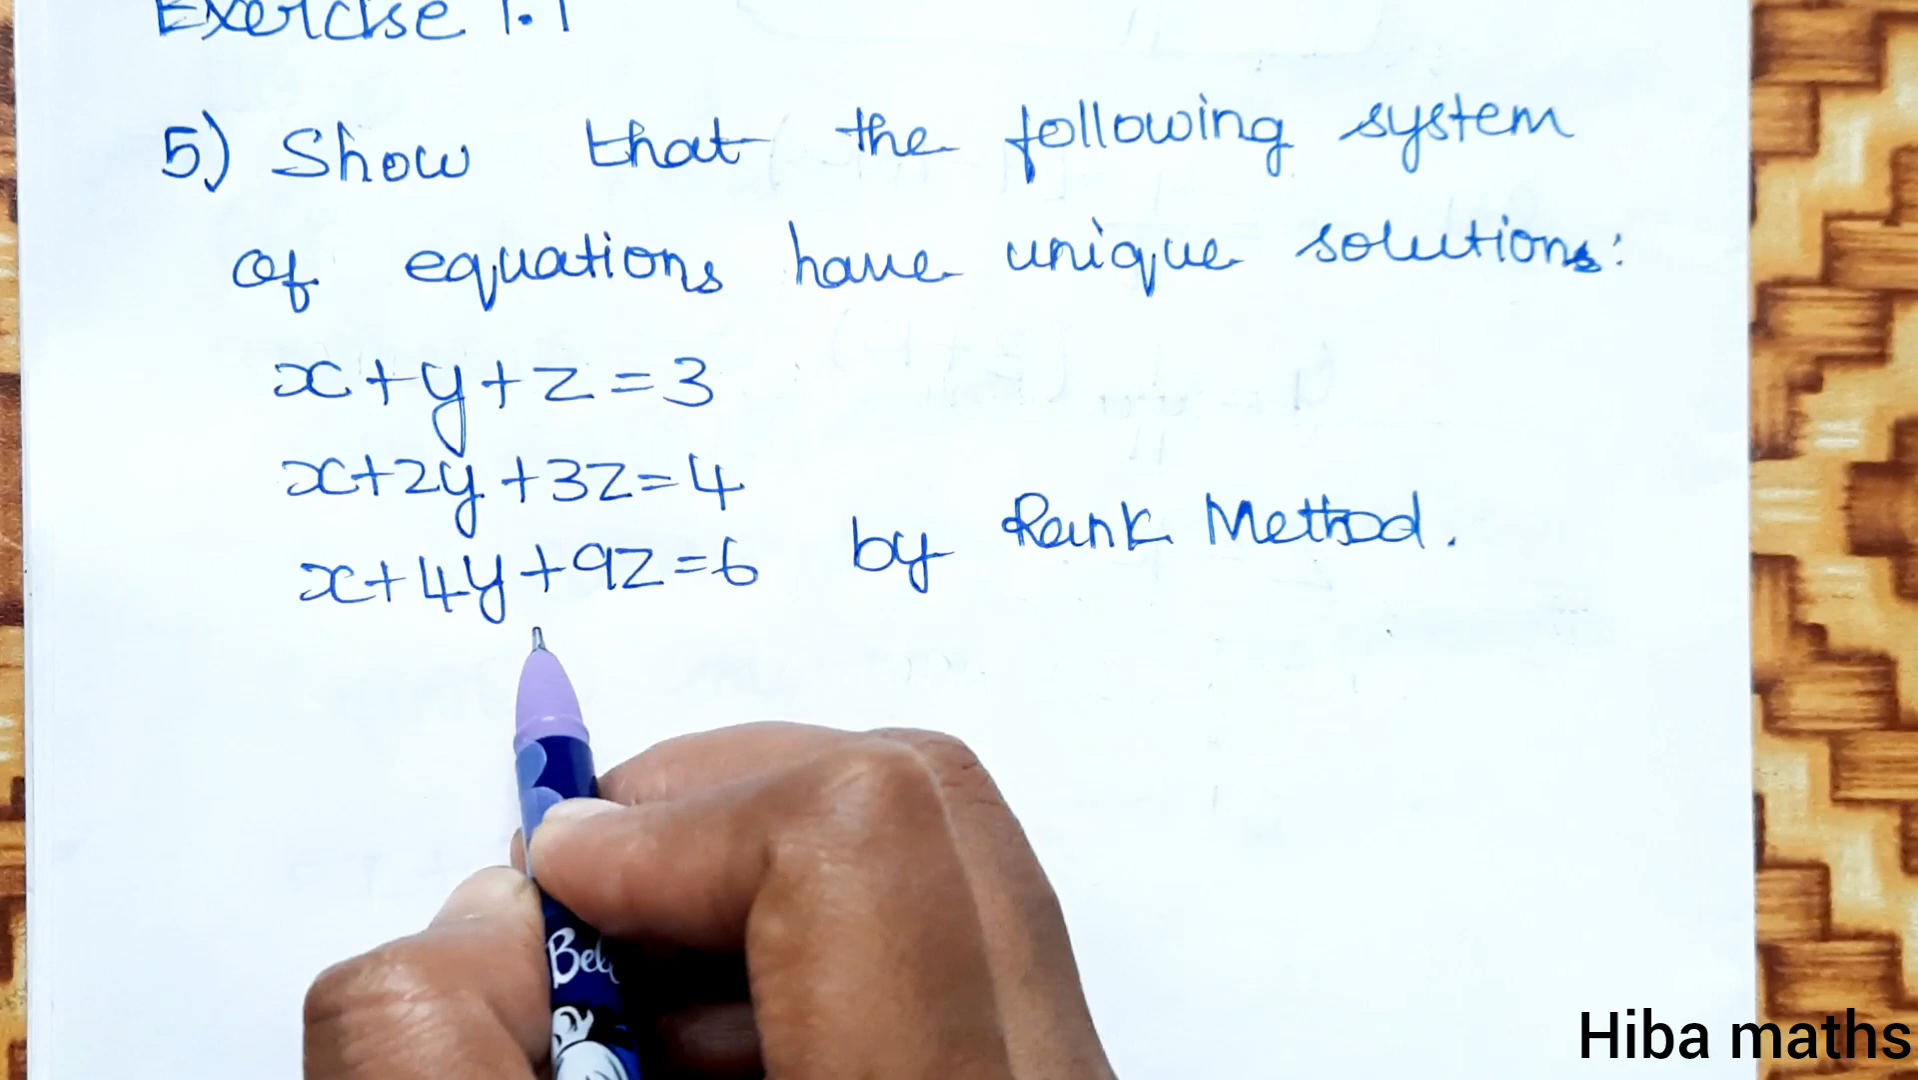 Exercise 1.1
5) Show that the following system
of equations have unique solutions:
x+y+z=3
x+2y+3z=4
x+4y+9z=6 by Rank Method.
Bel
Hiba maths